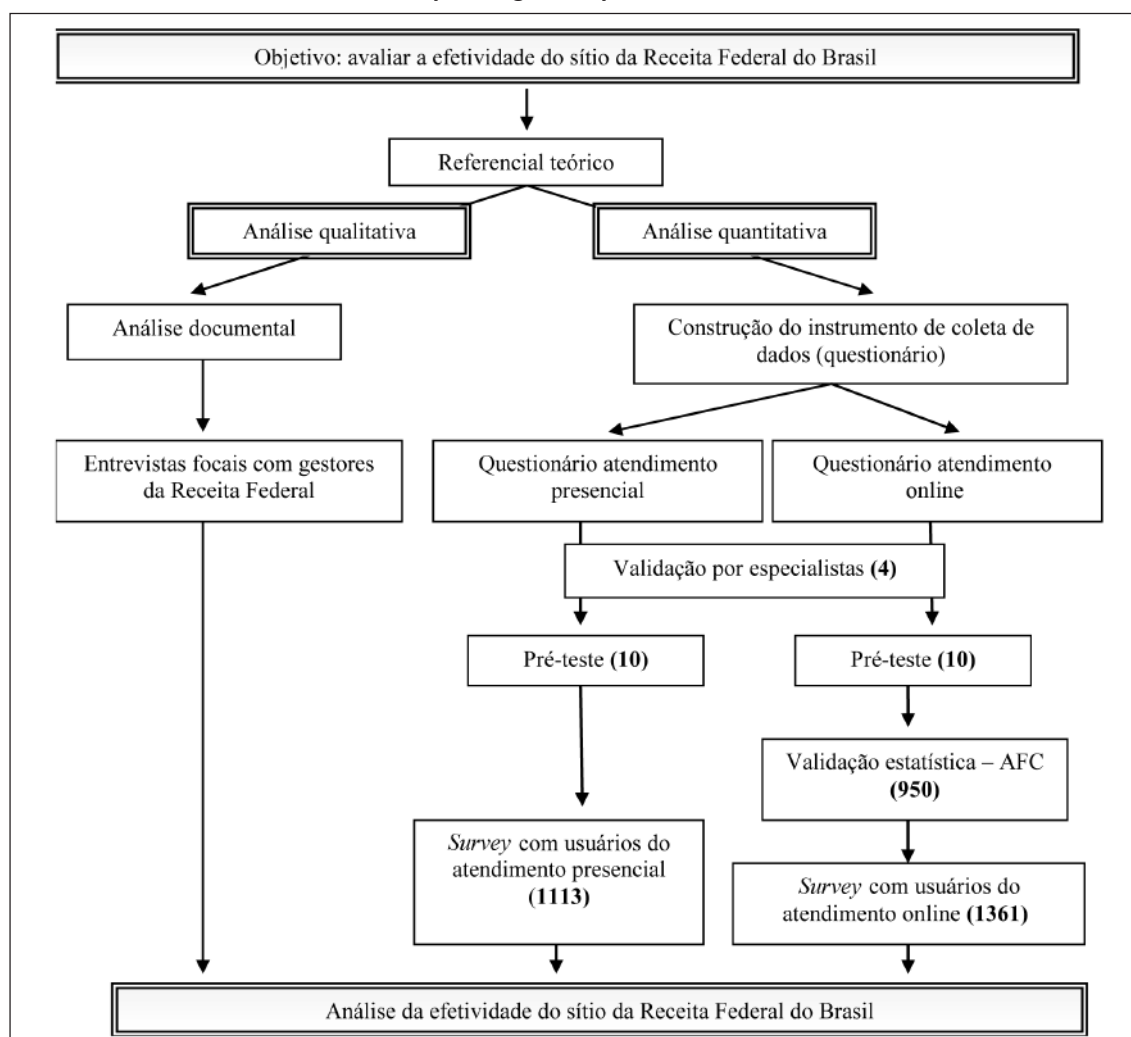 Objetivo: avaliar a efetividade do sítio da Receita Federal do Brasil
Referencial teórico
Análise qualitativa
Análise quantitativa
Análise documental
Construção do instrumento de coleta de
dados (questionário)
Entrevistas focais com gestores
da Receita Federal
Questionário atendimento
presencial
Questionário atendimento
online
Validação por especialistas (4)
Pré-teste (10)
Pré-teste (10)
Validação estatística – AFC
(950)
Survey com usuários do
atendimento presencial
(1113)
Survey com usuários do
atendimento online (1361)
Análise da efetividade do sítio da Receita Federal do Brasil